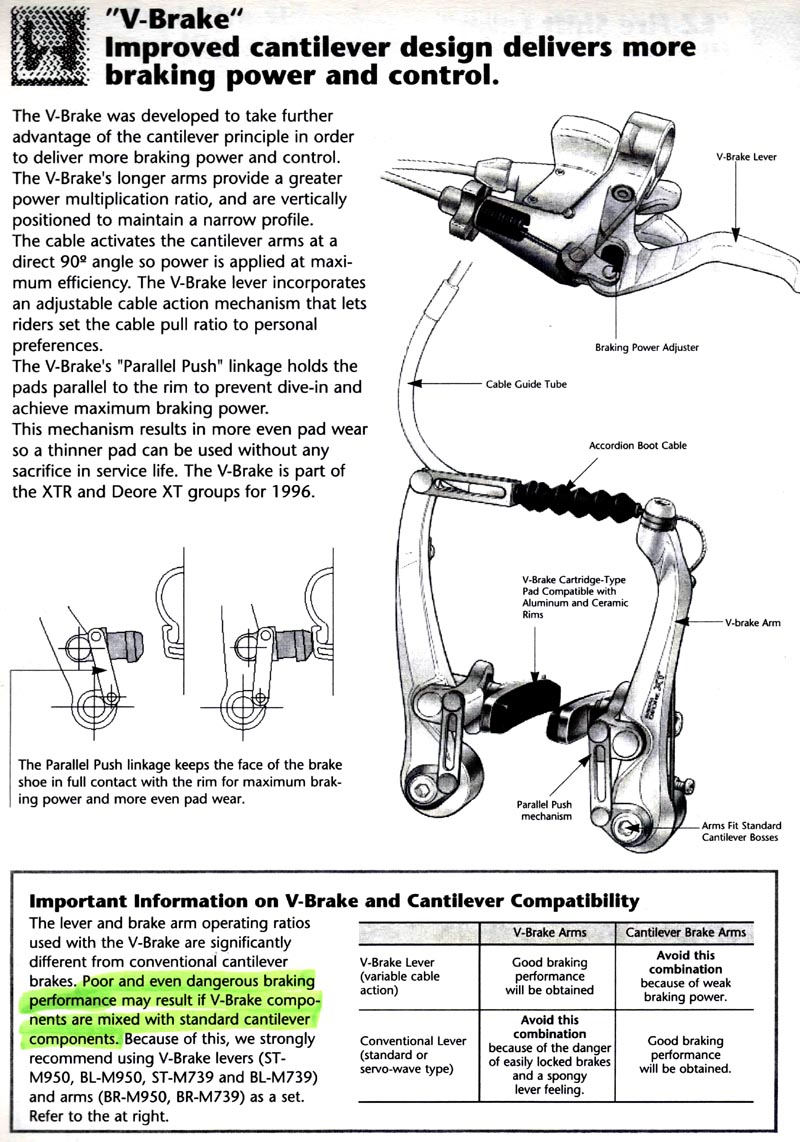 "V-Brake"
Improved cantilever design delivers more
braking power and control.
The V-Brake was developed to take further
advantage of the cantilever principle in order
to deliver more braking power and control.
The V-Brake's longer arms provide a greater
power multiplication ratio, and are vertically
positioned to maintain a narrow profile.
The cable activates the cantilever arms at a
direct 90º angle so power is applied at maxi-
mum efficiency. The V-Brake lever incorporates
an adjustable cable action mechanism that lets
riders set the cable pull ratio to personal
preferences.
The V-Brake's "Parallel Push" linkage holds the
pads parallel to the rim to prevent dive-in and
achieve maximum braking power.
This mechanism results in more even pad wear
so a thinner pad can be used without any
sacrifice in service life. The V-Brake is part of
the XTR and Deore XT groups for 1996.
V-Brake Lever
Braking Power Adjuster
Cable Guide Tube
Accordion Boot Cable
V-Brake Cartridge-Type
Pad Compatible with
Aluminum and Ceramic
Rims
V-brake Arm
Parallel Push
mechanism
Arms Fit Standard
Cantilever Bosses
The Parallel Push linkage keeps the face of the brake
shoe in full contact with the rim for maximum brak-
ing power and more even pad wear.
Important Information on V-Brake and Cantilever Compatibility
The lever and brake arm operating ratios
used with the V-Brake are significantly
different from conventional cantilever
brakes. Poor and even dangerous braking
performance may result if V-Brake compo-
nents are mixed with standard cantilever
components. Because of this, we strongly
recommend using V-Brake levers (ST-
M950, BL-M950, ST-M739 and BL-M739)
and arms (BR-M950, BR-M739) as a set.
Refer to the at right.
V-Brake Arms
Cantilever Brake Arms
V-Brake Lever
(variable cable
action)
Good braking
performance
will be obtained
Avoid this
combination
because of weak
braking power.
Conventional Lever
(standard or
servo-wave type)
Avoid this
combination
because of the danger
of easily locked brakes
and a spongy
lever feeling.
Good braking
performance
will be obtained.